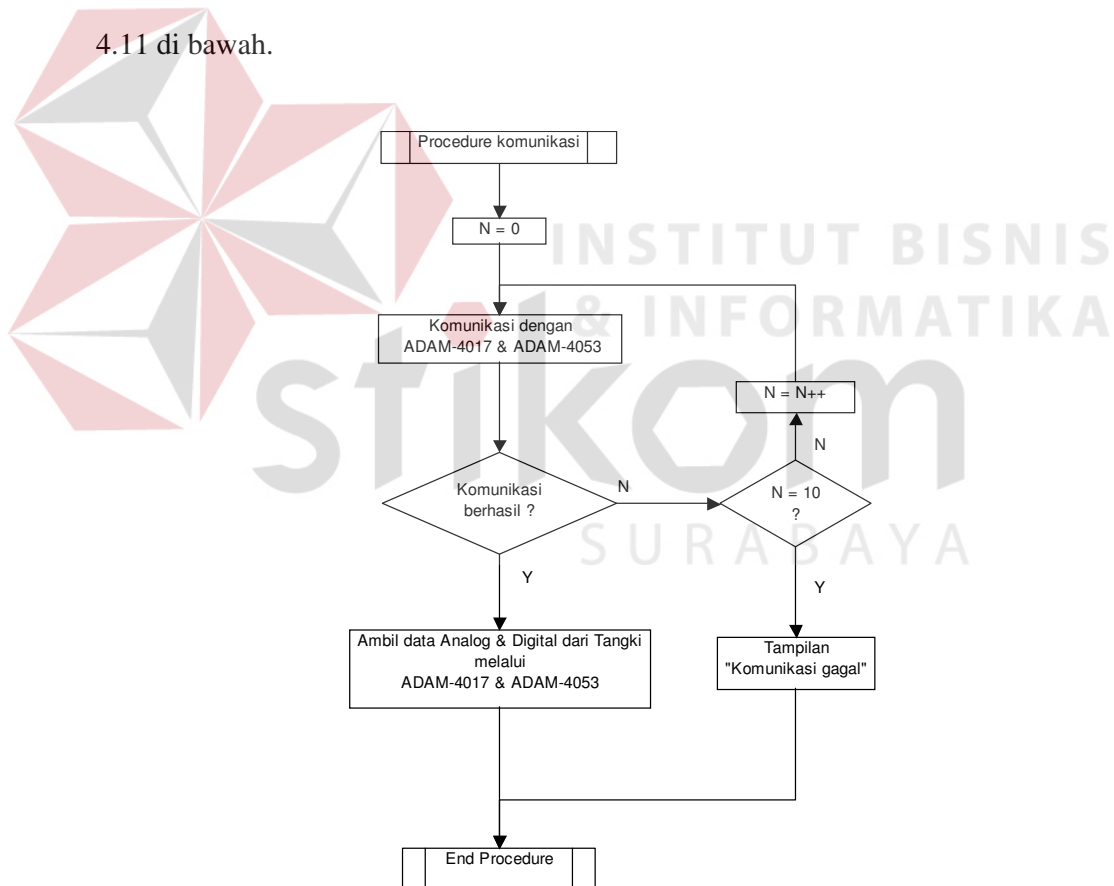 4.11 di bawah.
Procedure komunikasi
N = 0
INSTITUT BISNIS
& INFORMATIKA
stikom
SURABAYA
Komunikasi dengan
ADAM-4017 & ADAM-4053
N = N++
N
Komunikasi
berhasil ?
N
N = 10
?
Y
Y
Ambil data Analog & Digital dari Tangki
melalui
ADAM-4017 & ADAM-4053
Tampilan
"Komunikasi gagal"
End Procedure